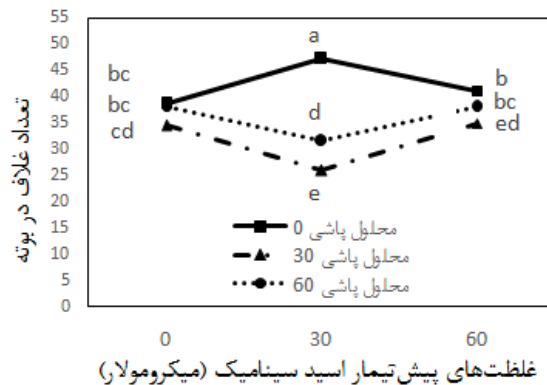 55
50
45
40
35
30
25
20
15
10
5
0
تعداد غلاف در بوته
bc
bc
cd
a
d
e
b
bc
ed
محلول پاشی 0
محلول پاشی 30
محلول پاشی 60
0 30 60
غلظت‌های پیش‌تیمار اسید سینامیک (میکرومولار)